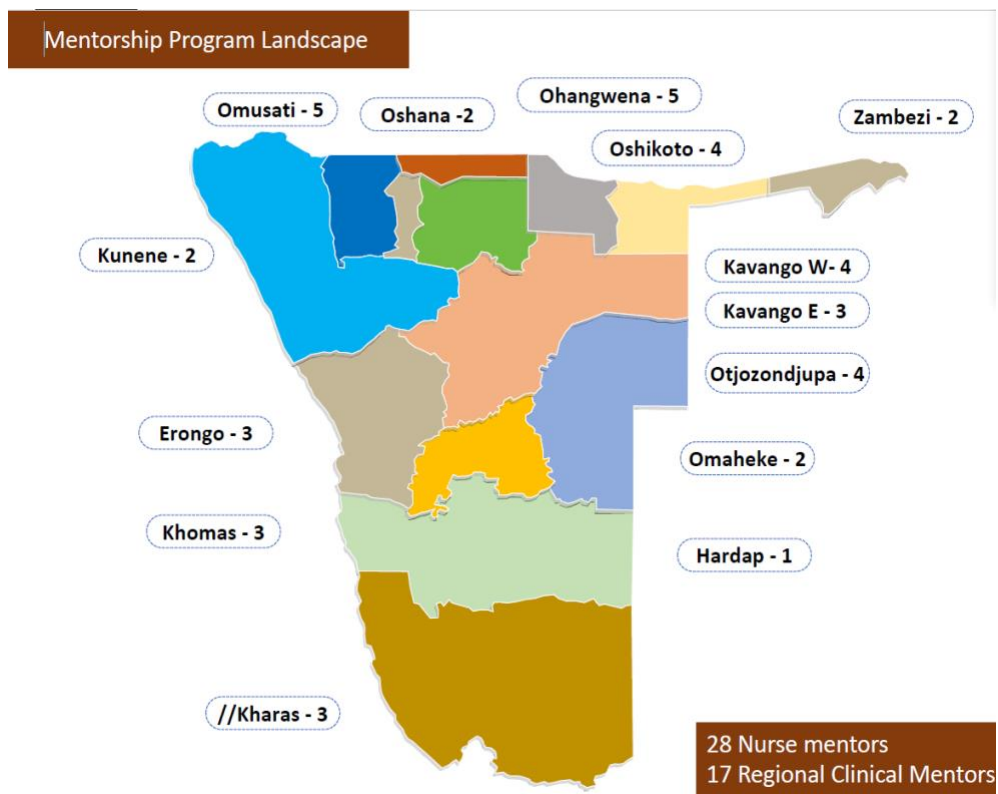 Mentorship Program Landscape
Omusati - 5
Oshana -2
Ohangwena - 5
Oshikoto - 4
Zambezi - 2
Kunene - 2
Kavango W- 4
Kavango E - 3
Otjozondjupa - 4
Erongo - 3
Omaheke - 2
Khomas - 3
Hardap - 1
//Kharas - 3
28 Nurse mentors
17 Regional Clinical Mentors